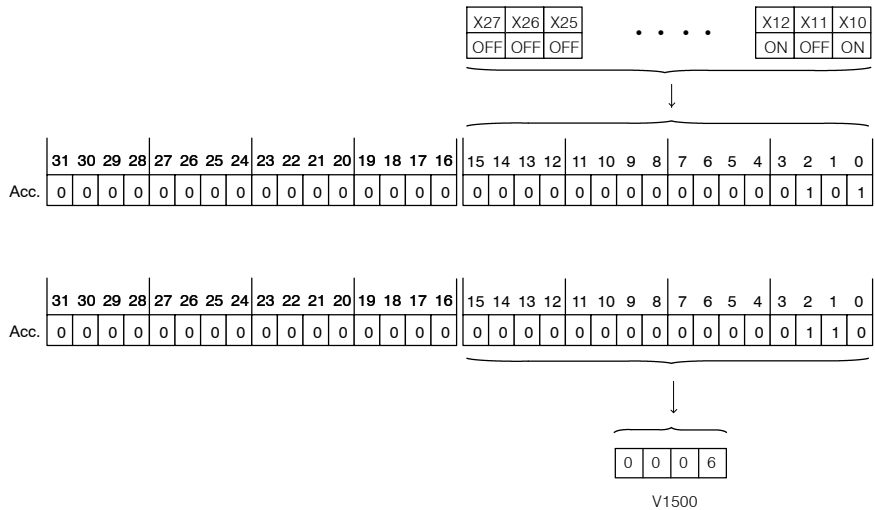 X27 X26 X25 • • • • X12 X11 X10
OFF OFF OFF ON OFF ON
31 30 29 28 27 26 25 24 23 22 21 20 19 18 17 16 15 14 13 12 11 10 9 8 7 6 5 4 3 2 1 0
Acc. 0 0 0 0 0 0 0 0 0 0 0 0 0 0 0 0 0 0 0 0 0 0 0 0 0 0 0 0 0 1 0 1
31 30 29 28 27 26 25 24 23 22 21 20 19 18 17 16 15 14 13 12 11 10 9 8 7 6 5 4 3 2 1 0
Acc. 0 0 0 0 0 0 0 0 0 0 0 0 0 0 0 0 0 0 0 0 0 0 0 0 0 0 0 0 0 1 1 0
0 0 0 6
V1500